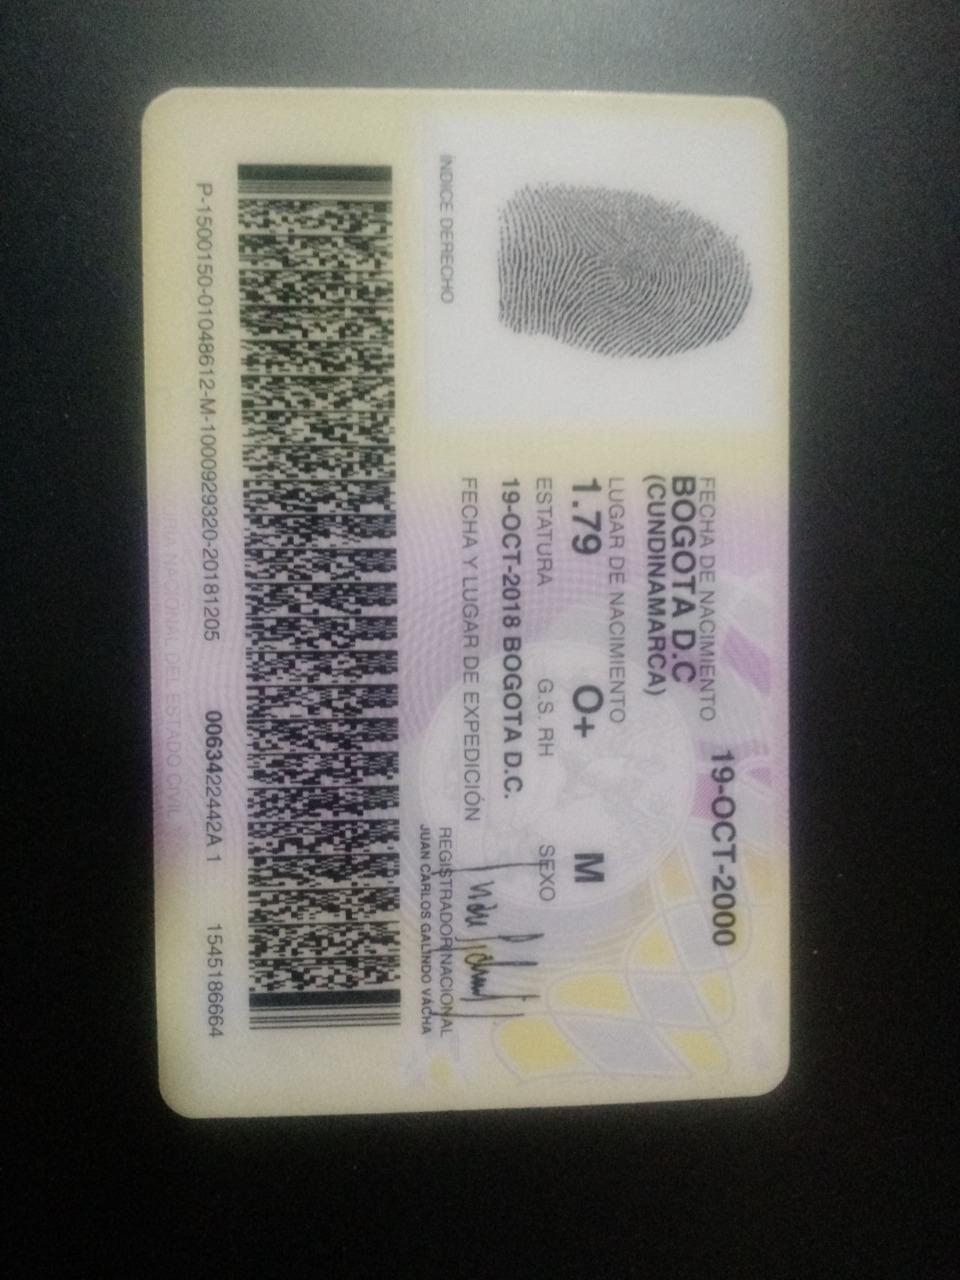 FECHA DE NACIMIENTO 19-OCT-2000
BOGOTA D.C
(CUNDINAMARCA)
LUGAR DE NACIMIENTO
1.79 O+ M
ESTATURA G.S. RH SEXO
19-OCT-2018 BOGOTA D.C.
FECHA Y LUGAR DE EXPEDICIÓN
INDICE DERECHO
REGISTRADOR NACIONAL
JUAN CARLOS GALINDO VACHA
P-1500150-01048612-M-1000929320-20181205 0063422442A 1 1545186664
NACIONAL DEL ESTADO CIVIL